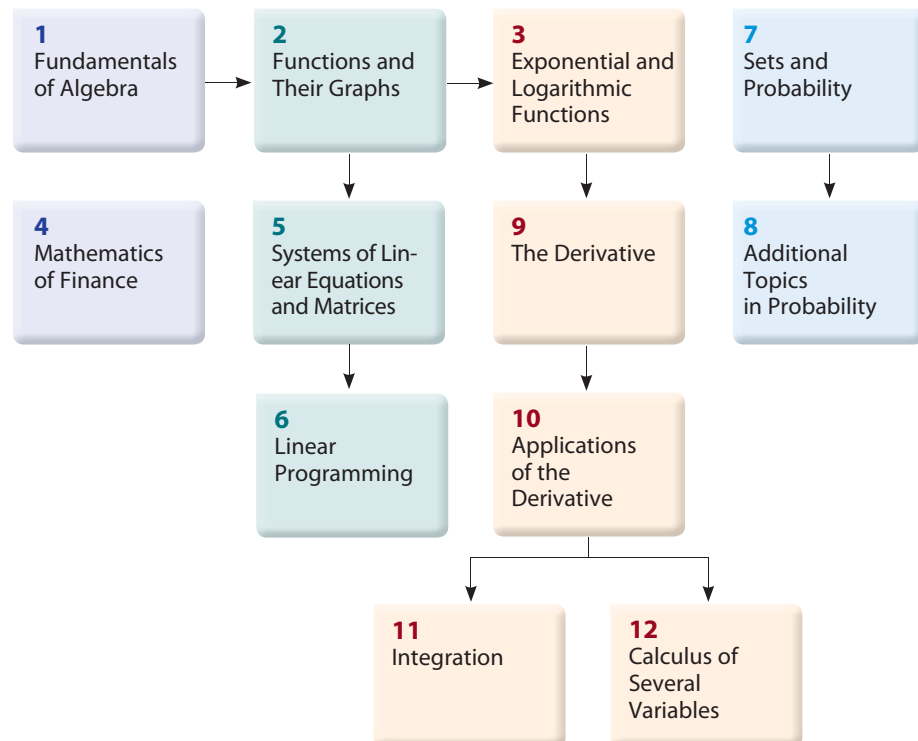 1
Fundamentals
of Algebra
2
Functions and
Their Graphs
3
Exponential and
Logarithmic
Functions
7
Sets and
Probability
4
Mathematics
of Finance
5
Systems of Lin-
ear Equations
and Matrices
9
The Derivative
8
Additional
Topics
in Probability
6
Linear
Programming
10
Applications
of the
Derivative
11
Integration
12
Calculus of
Several
Variables